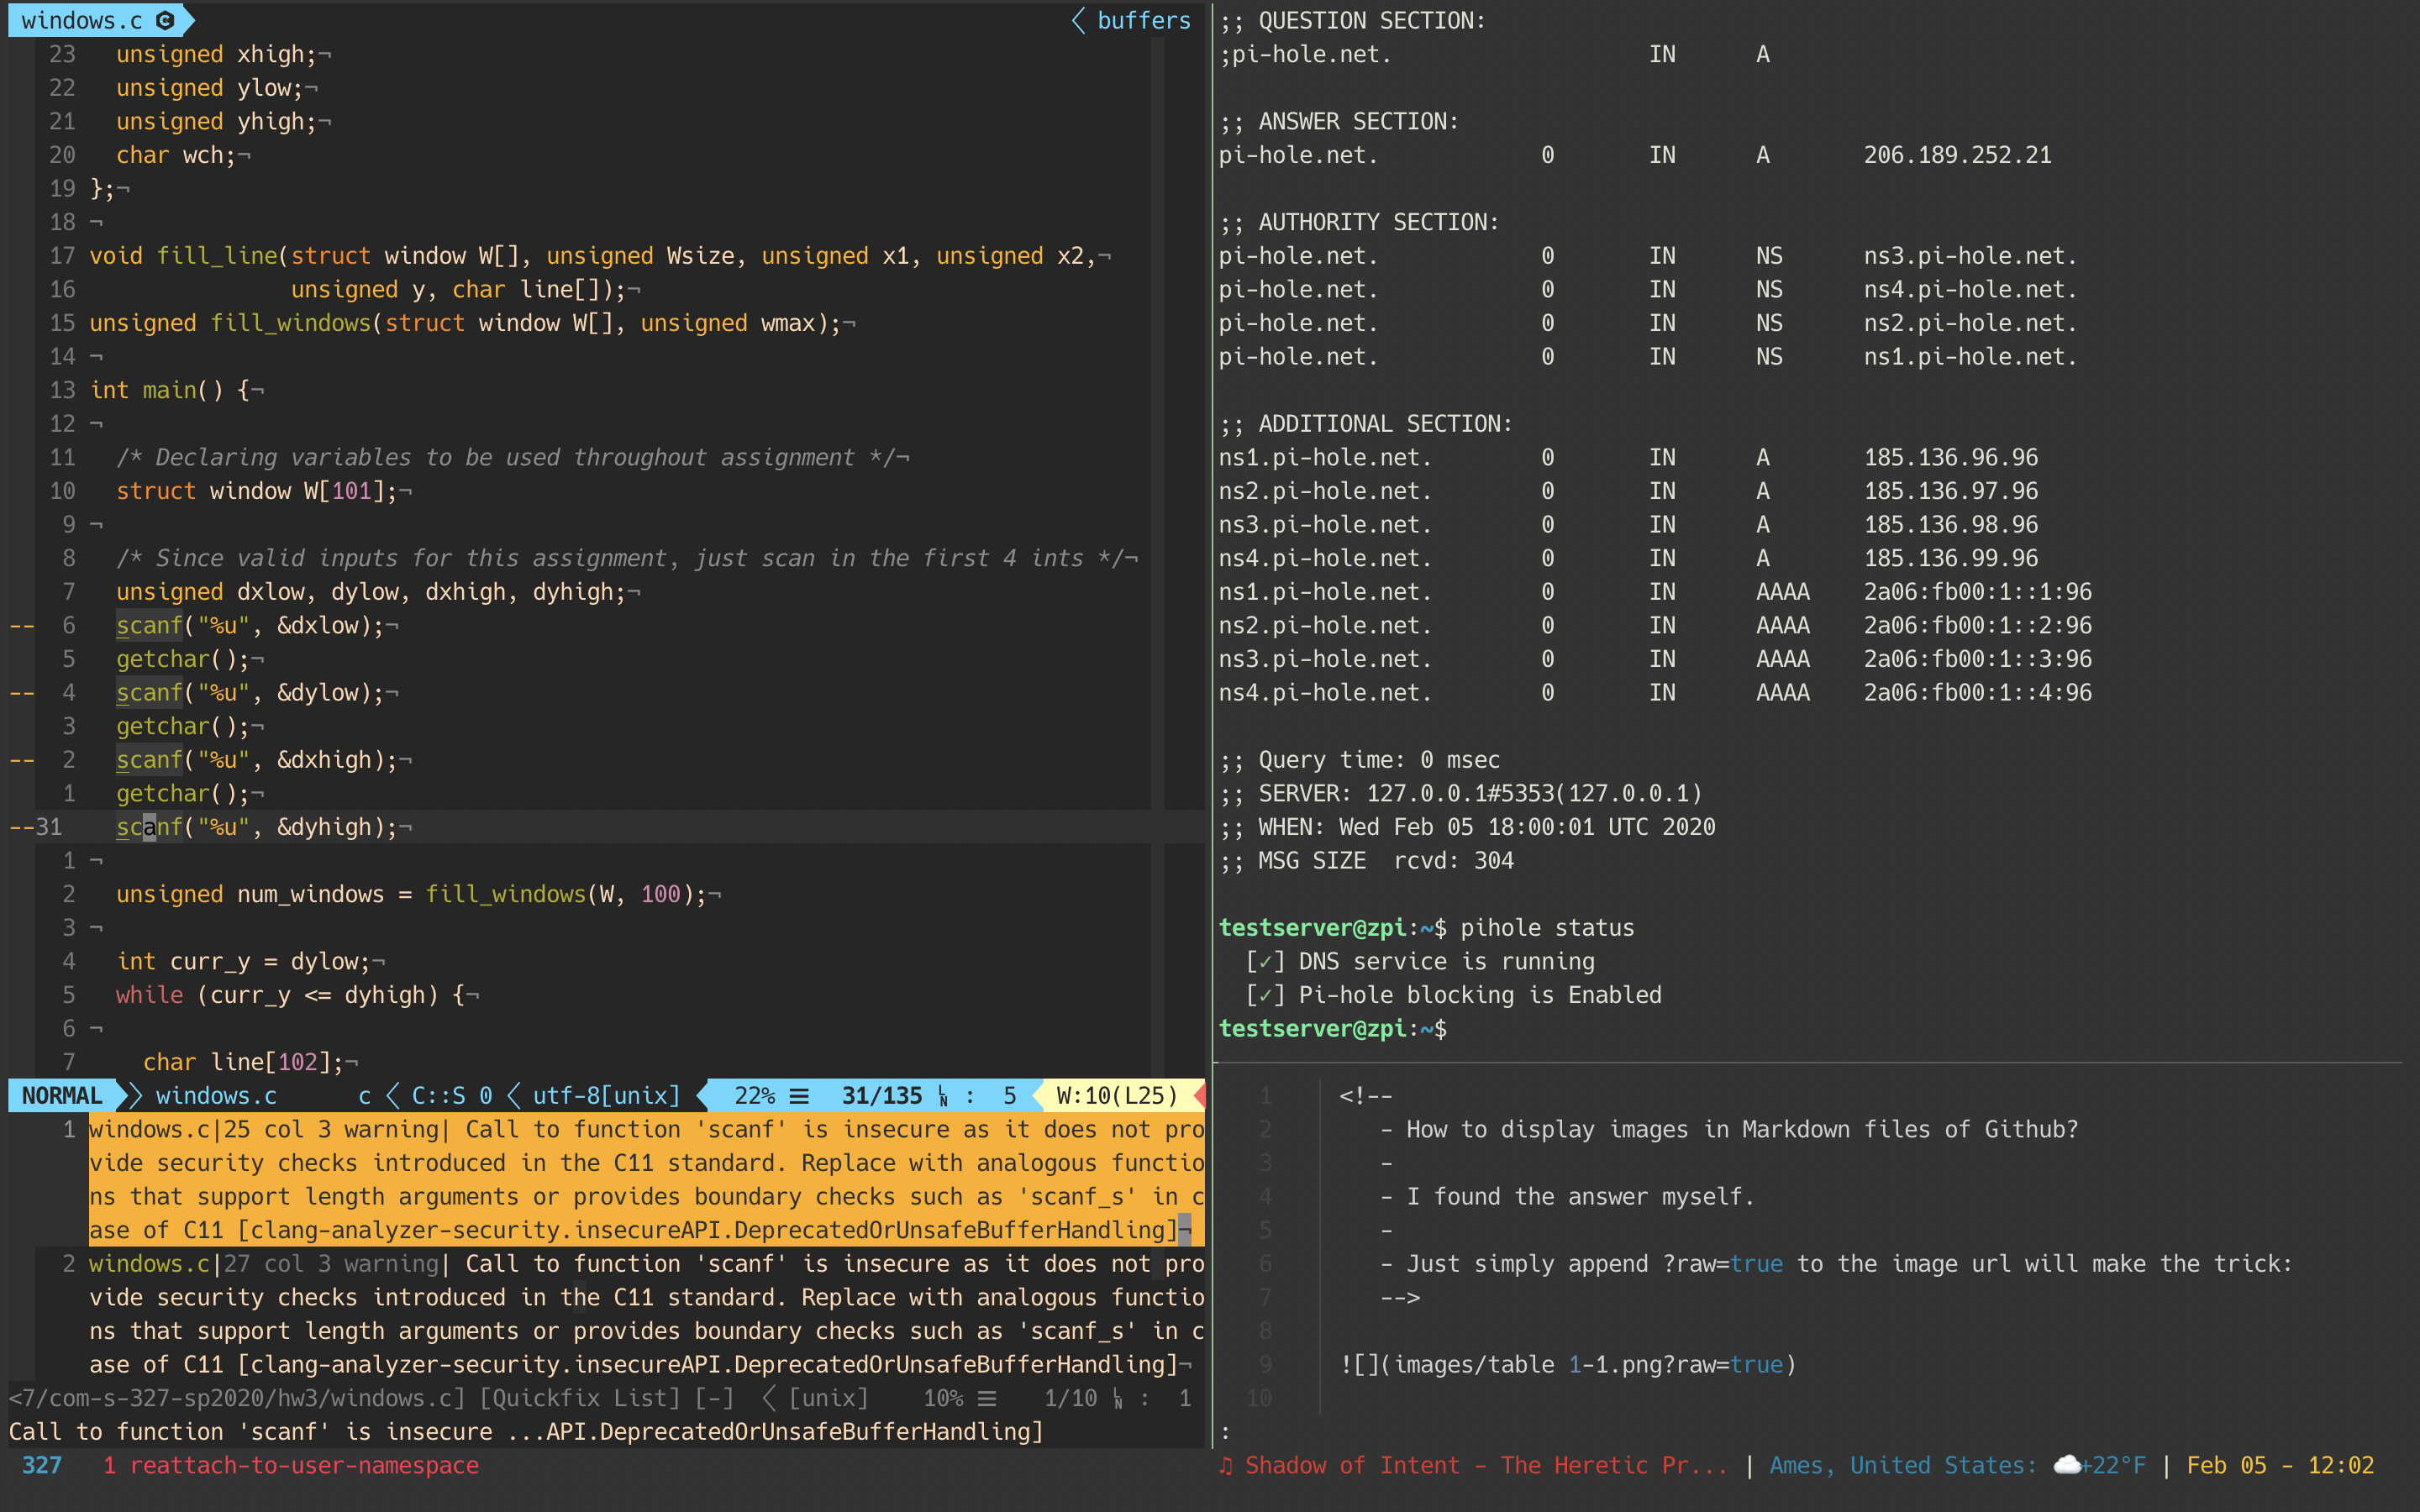 windows.c
buffers
23 unsigned xhigh;¬
22 unsigned ylow;¬
21 unsigned yhigh;¬
20 char wch;¬
19 };¬
18 ¬
17 void fill_line(struct window W[], unsigned Wsize, unsigned x1, unsigned x2,¬
16 unsigned y, char line[]);¬
15 unsigned fill_windows(struct window W[], unsigned wmax);¬
14 ¬
13 int main() {¬
12 ¬
11 /* Declaring variables to be used throughout assignment */¬
10 struct window W[101];¬
9 ¬
8 /* Since valid inputs for this assignment, just scan in the first 4 ints */¬
7 unsigned dxlow, dylow, dxhigh, dyhigh;¬
-- 6 scanf("%u", &dxlow);¬
5 getchar();¬
-- 4 scanf("%u", &dylow);¬
3 getchar();¬
-- 2 scanf("%u", &dxhigh);¬
1 getchar();¬
--31 scanf("%u", &dyhigh);¬
1 ¬
2 unsigned num_windows = fill_windows(W, 100);¬
3 ¬
4 int curr_y = dylow;¬
5 while (curr_y <= dyhigh) {¬
6 ¬
7 char line[102];¬
NORMAL windows.c c C::S 0 utf-8[unix] 22% ☰ 31/135 ㏑ : 5 W:10(L25)
1 windows.c|25 col 3 warning| Call to function 'scanf' is insecure as it does not pro
vide security checks introduced in the C11 standard. Replace with analogous functio
ns that support length arguments or provides boundary checks such as 'scanf_s' in c
ase of C11 [clang-analyzer-security.insecureAPI.DeprecatedOrUnsafeBufferHandling]¬
2 windows.c|27 col 3 warning| Call to function 'scanf' is insecure as it does not pro
vide security checks introduced in the C11 standard. Replace with analogous functio
ns that support length arguments or provides boundary checks such as 'scanf_s' in c
ase of C11 [clang-analyzer-security.insecureAPI.DeprecatedOrUnsafeBufferHandling]¬
<7/com-s-327-sp2020/hw3/windows.c] [Quickfix List] [-] [unix] 10% ☰ 1/10 ㏑ : 1
Call to function 'scanf' is insecure ...API.DeprecatedOrUnsafeBufferHandling]
;; QUESTION SECTION:
;pi-hole.net. IN A
;; ANSWER SECTION:
pi-hole.net. 0 IN A 206.189.252.21
;; AUTHORITY SECTION:
pi-hole.net. 0 IN NS ns3.pi-hole.net.
pi-hole.net. 0 IN NS ns4.pi-hole.net.
pi-hole.net. 0 IN NS ns2.pi-hole.net.
pi-hole.net. 0 IN NS ns1.pi-hole.net.
;; ADDITIONAL SECTION:
ns1.pi-hole.net. 0 IN A 185.136.96.96
ns2.pi-hole.net. 0 IN A 185.136.97.96
ns3.pi-hole.net. 0 IN A 185.136.98.96
ns4.pi-hole.net. 0 IN A 185.136.99.96
ns1.pi-hole.net. 0 IN AAAA 2a06:fb00:1::1:96
ns2.pi-hole.net. 0 IN AAAA 2a06:fb00:1::2:96
ns3.pi-hole.net. 0 IN AAAA 2a06:fb00:1::3:96
ns4.pi-hole.net. 0 IN AAAA 2a06:fb00:1::4:96
;; Query time: 0 msec
;; SERVER: 127.0.0.1#5353(127.0.0.1)
;; WHEN: Wed Feb 05 18:00:01 UTC 2020
;; MSG SIZE rcvd: 304
testserver@zpi:~$ pihole status
[✓] DNS service is running
[✓] Pi-hole blocking is Enabled
testserver@zpi:~$
1 <!--
2 - How to display images in Markdown files of Github?
3 -
4 - I found the answer myself.
5 -
6 - Just simply append ?raw=true to the image url will make the trick:
7 -->
8
9 ![](images/table 1-1.png?raw=true)
10
:
327 1 reattach-to-user-namespace
♫ Shadow of Intent - The Heretic Pr... | Ames, United States: ☁️+22°F | Feb 05 - 12:02